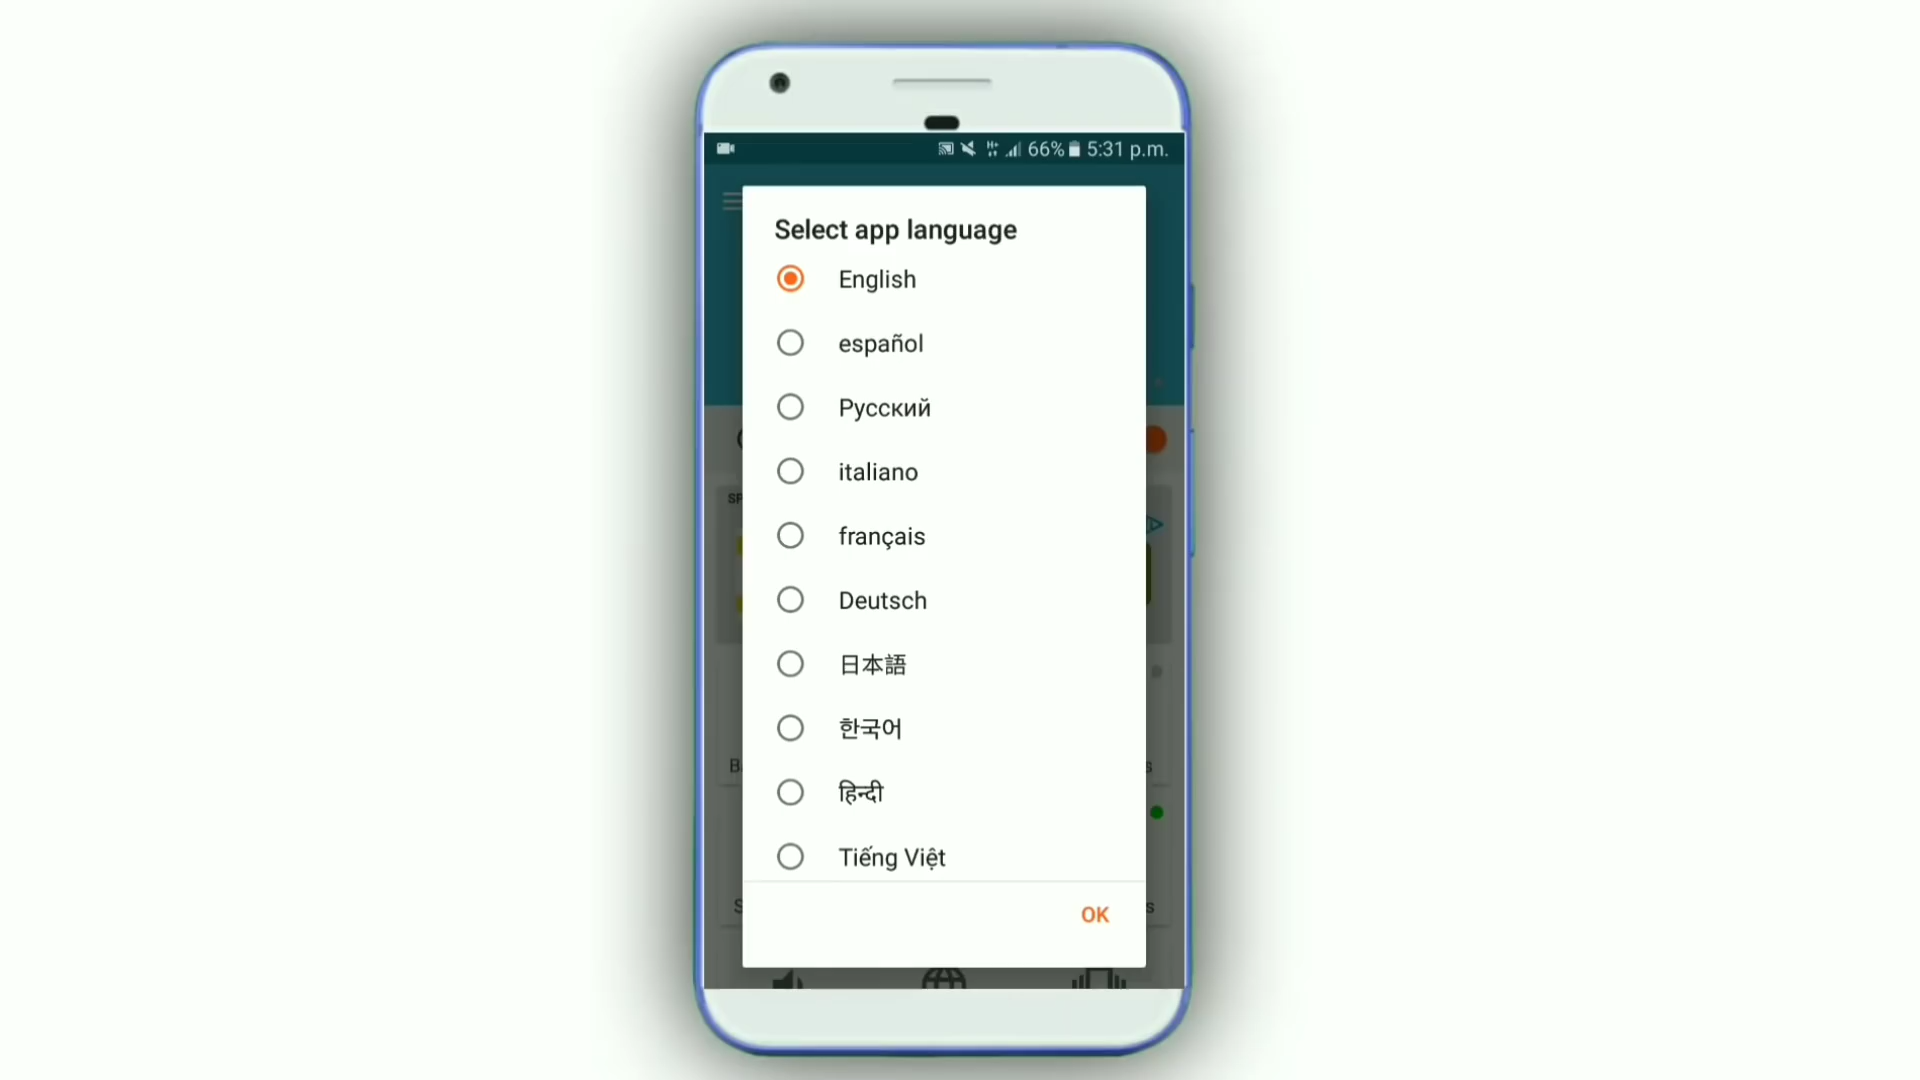 66% 5:31 p.m.
Select app language
English
español
Русский
italiano
français
Deutsch
日本語
한국어
हिन्दी
Tiếng Việt
OK